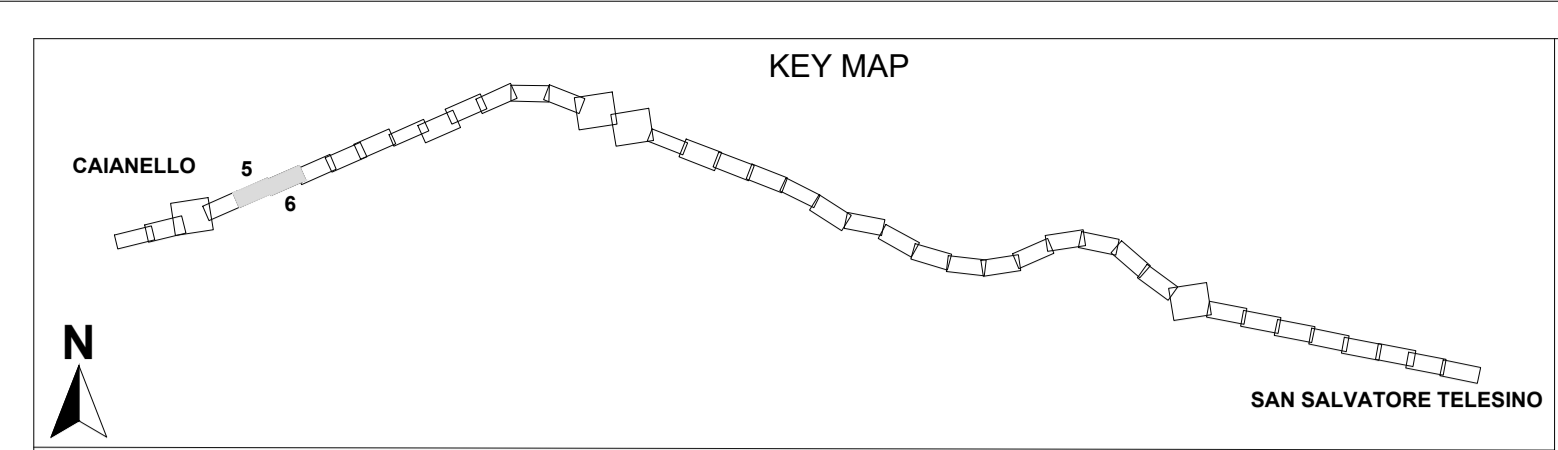 KEY MAP
CAIANELLO
5
6
N
SAN SALVATORE TELESINO